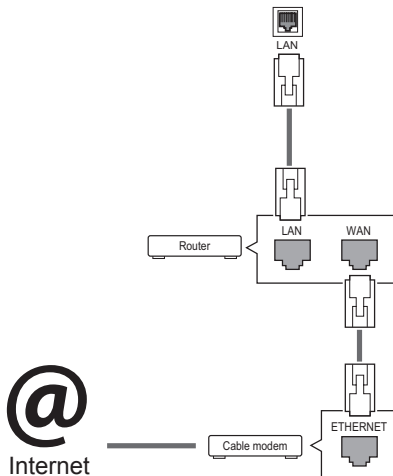 LAN
LAN WAN
Router
ETHERNET
@
Cable modem
Internet